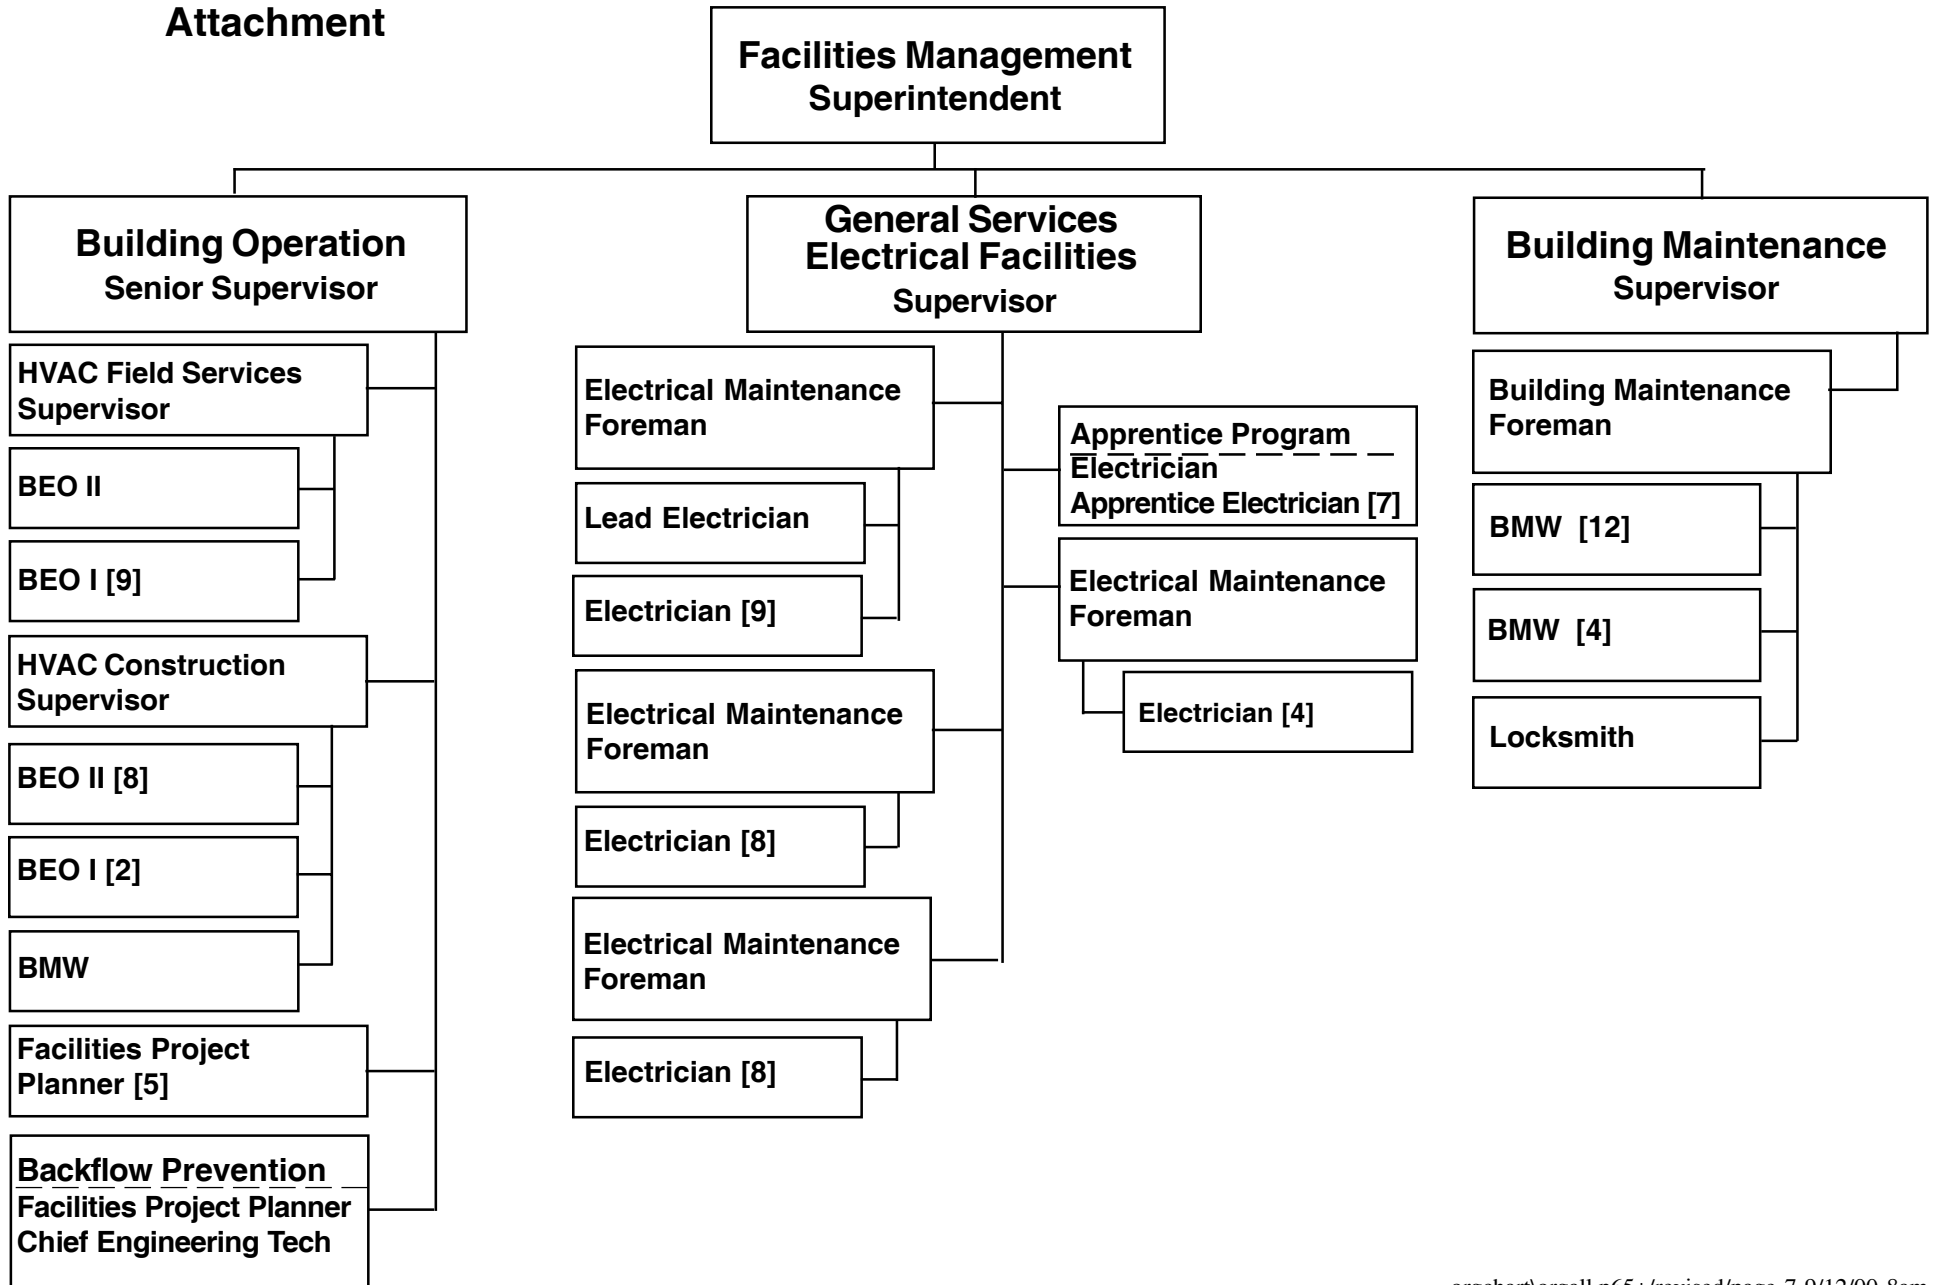 Attachment
Facilities Management
Superintendent
Building Operation
Senior Supervisor
HVAC Field Services
Supervisor
BEO II
BEO I [9]
HVAC Construction
Supervisor
BEO II [8]
BEO I [2]
BMW
Facilities Project
Planner [5]
Backflow Prevention
Facilities Project Planner
Chief Engineering Tech
General Services
Electrical Facilities
Supervisor
Electrical Maintenance
Foreman
Lead Electrician
Electrician [9]
Electrical Maintenance
Foreman
Electrician [8]
Electrical Maintenance
Foreman
Electrician [8]
Apprentice Program
Electrician
Apprentice Electrician [7]
Electrical Maintenance
Foreman
Electrician [4]
Building Maintenance
Supervisor
Building Maintenance
Foreman
BMW [12]
BMW [4]
Locksmith